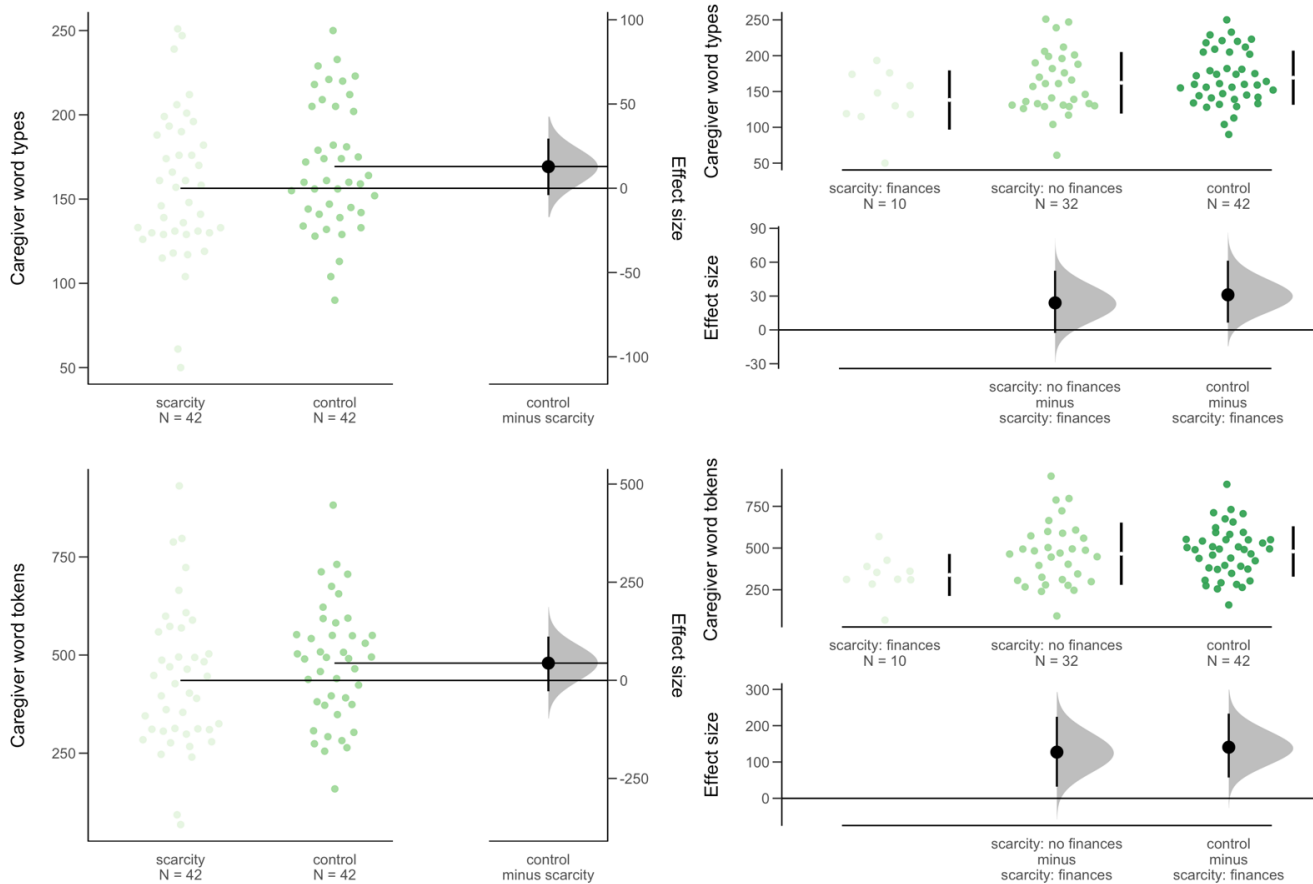 Caregiver word types
250
200
150
100
50
100
50
0
-50
-100
Effect size
scarcity
N = 42
control
N = 42
control
minus scarcity
Caregiver word types
250
200
150
100
50
scarcity: finances
N = 10
scarcity: no finances
N = 32
control
N = 42
Effect size
90
60
30
0
-30
scarcity: no finances
minus
scarcity: finances
control
minus
scarcity: finances
Caregiver word tokens
750
500
250
500
250
0
-250
Effect size
scarcity
N = 42
control
N = 42
control
minus scarcity
Caregiver word tokens
750
500
250
scarcity: finances
N = 10
scarcity: no finances
N = 32
control
N = 42
Effect size
300
200
100
0
scarcity: no finances
minus
scarcity: finances
control
minus
scarcity: finances